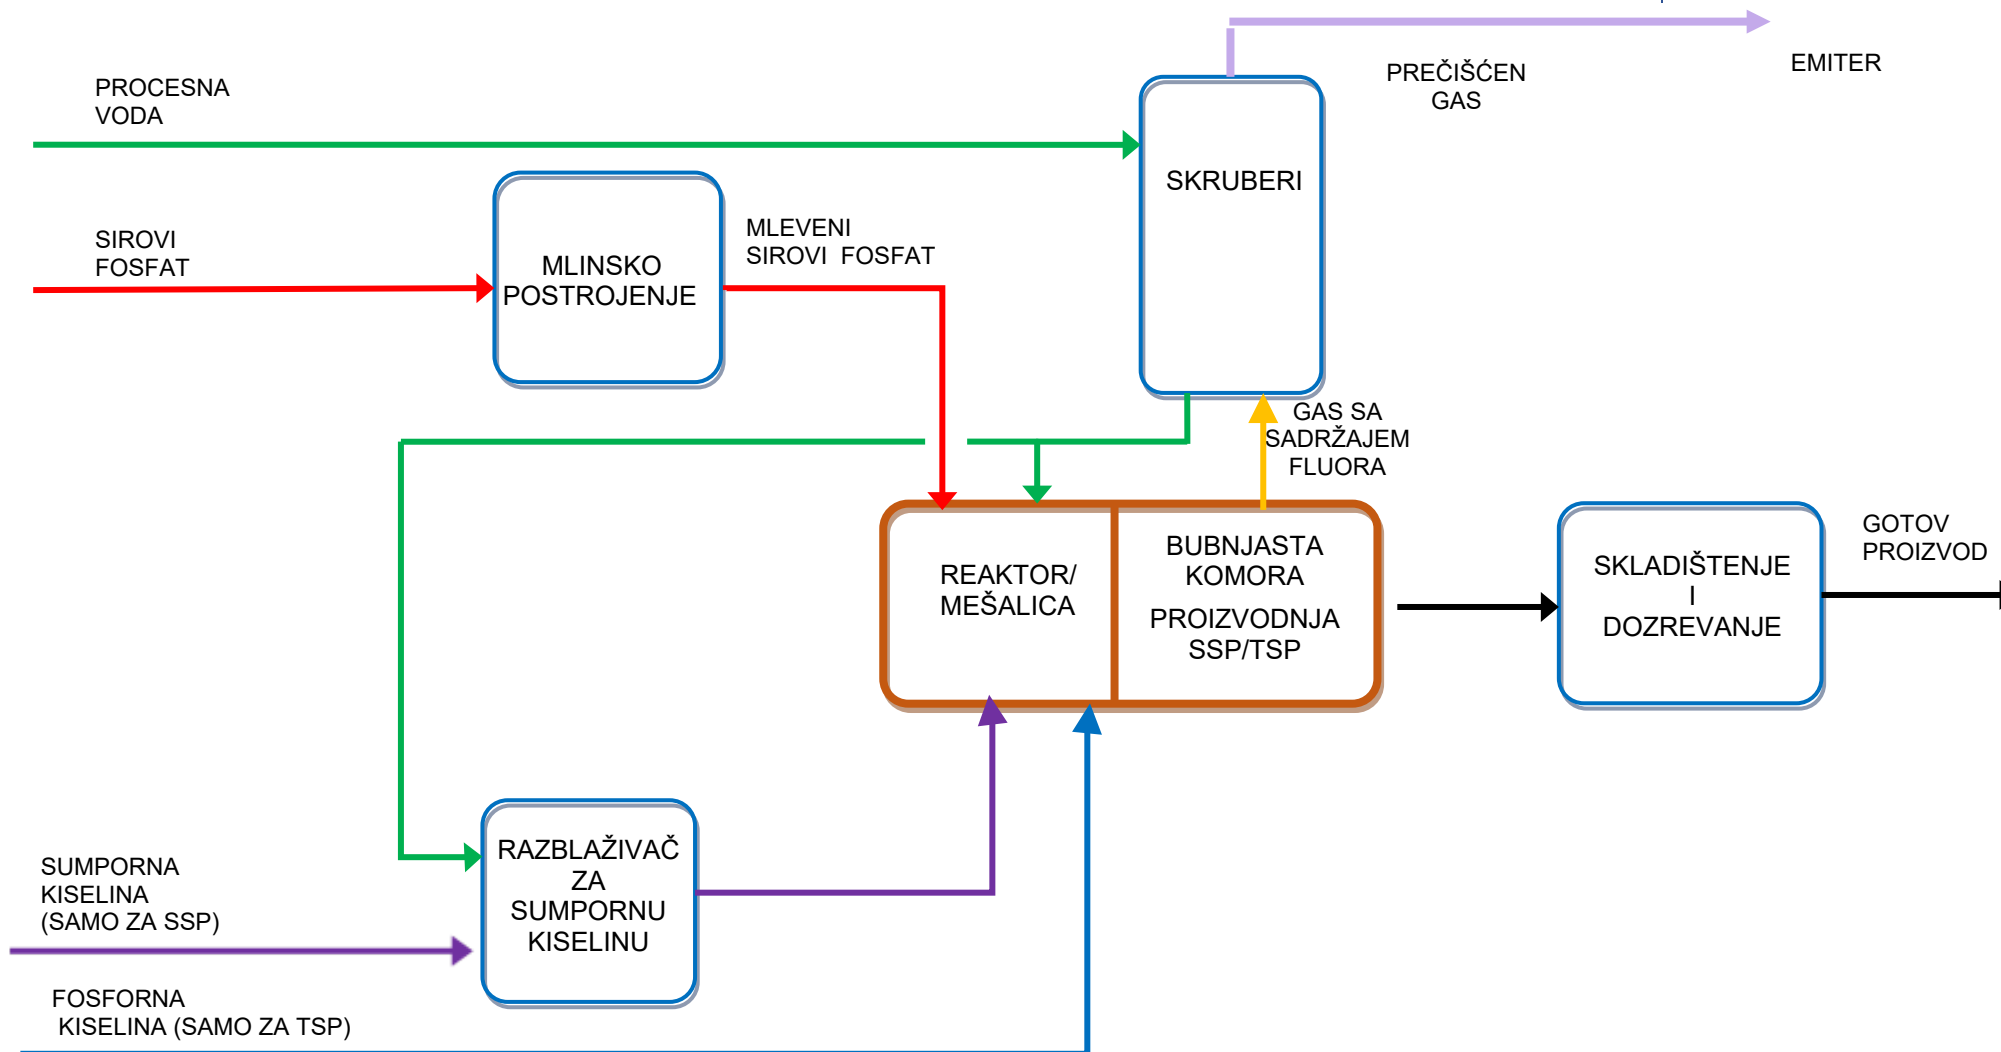 EMITER
PREČIŠĆEN
GAS
PROCESNA
VODA
SKRUBERI
SIROVI
FOSFAT
MLINSKO
POSTROJENJE
MLEVENI
SIROVI FOSFAT
GAS SA
SADRŽAJEM
FLUORA
REAKTOR/
MEŠALICA
BUBNJASTA
KOMORA
PROIZVODNJA
SSP/TSP
SKLADIŠTENJE
I
DOZREVANJE
GOTOV
PROIZVOD
RAZBLAŽIVAČ
ZA
SUMPORNU
KISELINU
SUMPORNA
KISELINA
(SAMO ZA SSP)
FOSFORNA
KISELINA (SAMO ZA TSP)